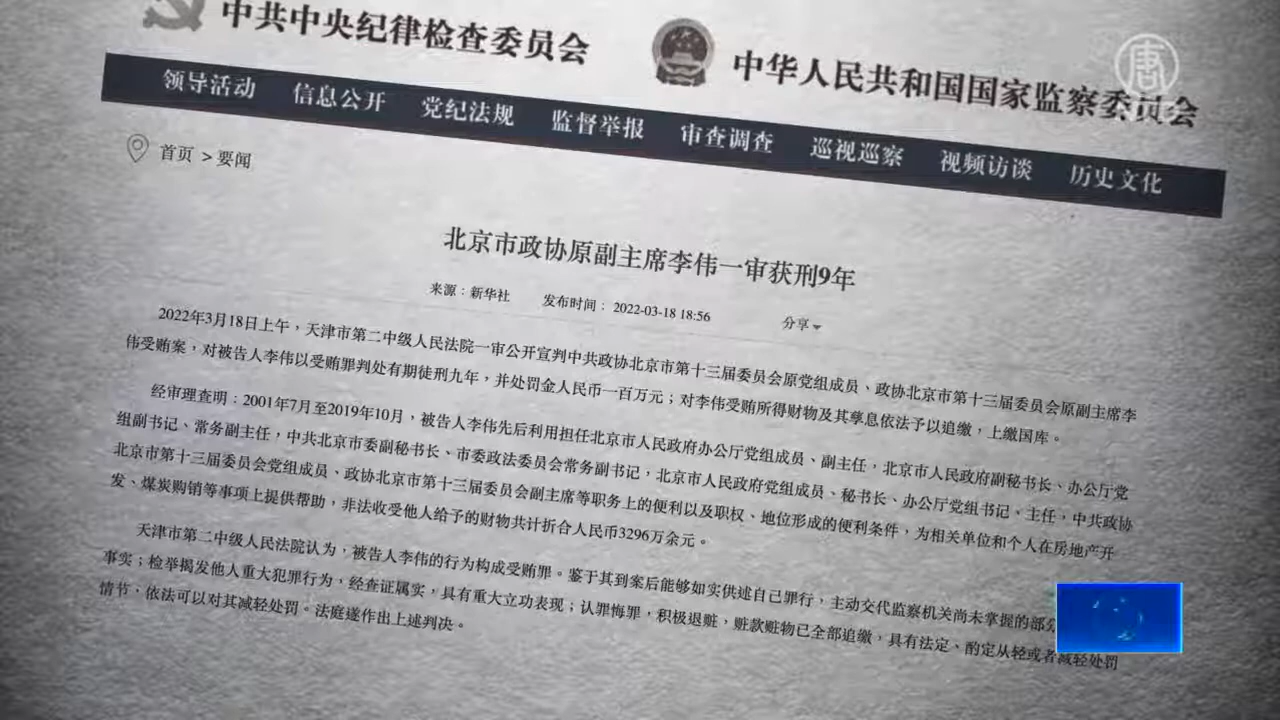 中共中央纪律检查委员会
中华人民共和国国家监察委员会
唐
领导活动 信息公开 党纪法规 监督举报 审查调查 巡视巡察 视频访谈 历史文化
首页 > 要闻
北京市政协原副主席李伟一审获刑9年
来源：新华社 发布时间：2022-03-18 18:56 分享
2022年3月18日上午，天津市第二中级人民法院一审公开宣判中共政协北京市第十三届委员会原党组成员、政协北京市第十三届委员会原副主席李
伟受贿案，对被告人李伟以受贿罪判处有期徒刑九年，并处罚金人民币一百万元；对李伟受贿所得财物及其孳息依法予以追缴，上缴国库。
经审理查明：2001年7月至2019年10月，被告人李伟先后利用担任北京市人民政府办公厅党组成员、副主任，北京市人民政府副秘书长、办公厅党
组副书记、常务副主任，中共北京市委副秘书长、市委政法委员会常务副书记，北京市人民政府党组成员、秘书长、办公厅党组书记、主任，中共政协
北京市第十三届委员会党组成员、政协北京市第十三届委员会副主席等职务上的便利以及职权、地位形成的便利条件，为相关单位和个人在房地产开
发、煤炭购销等事项上提供帮助，非法收受他人给予的财物共计折合人民币3296万余元。
天津市第二中级人民法院认为，被告人李伟的行为构成受贿罪。鉴于其到案后能够如实供述自己罪行，主动交代监察机关尚未掌握的部分
事实；检举揭发他人重大犯罪行为，经查证属实，具有重大立功表现；认罪悔罪，积极退赃，赃款赃物已全部追缴，具有法定、酌定从轻或者减轻处罚
情节，依法可以对其减轻处罚。法庭遂作出上述判决。